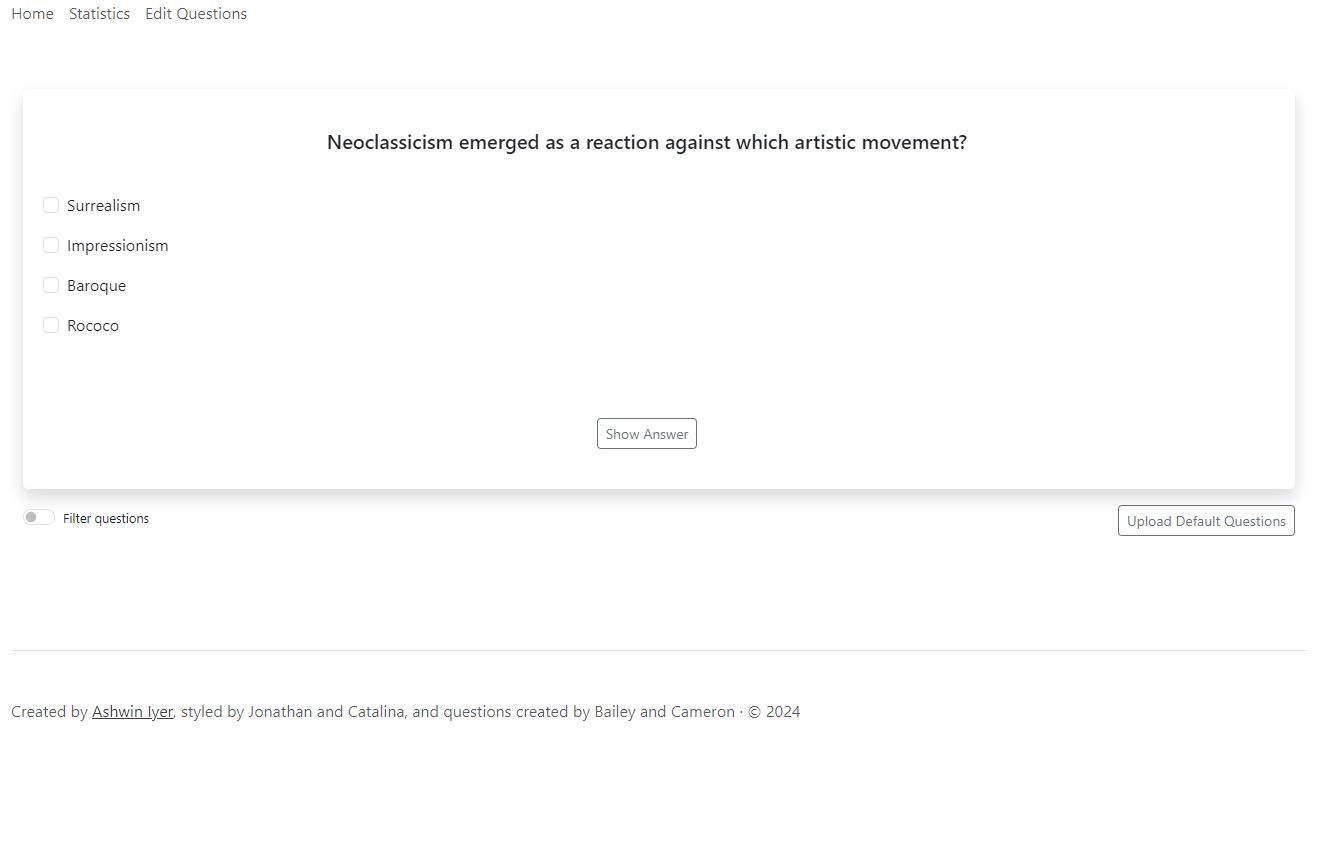 Home Statistics Edit Questions
Neoclassicism emerged as a reaction against which artistic movement?
Surrealism
Impressionism
Baroque
Rococo
Show Answer
Filter questions
Upload Default Questions
Created by Ashwin Iyer, styled by Jonathan and Catalina, and questions created by Bailey and Cameron · © 2024